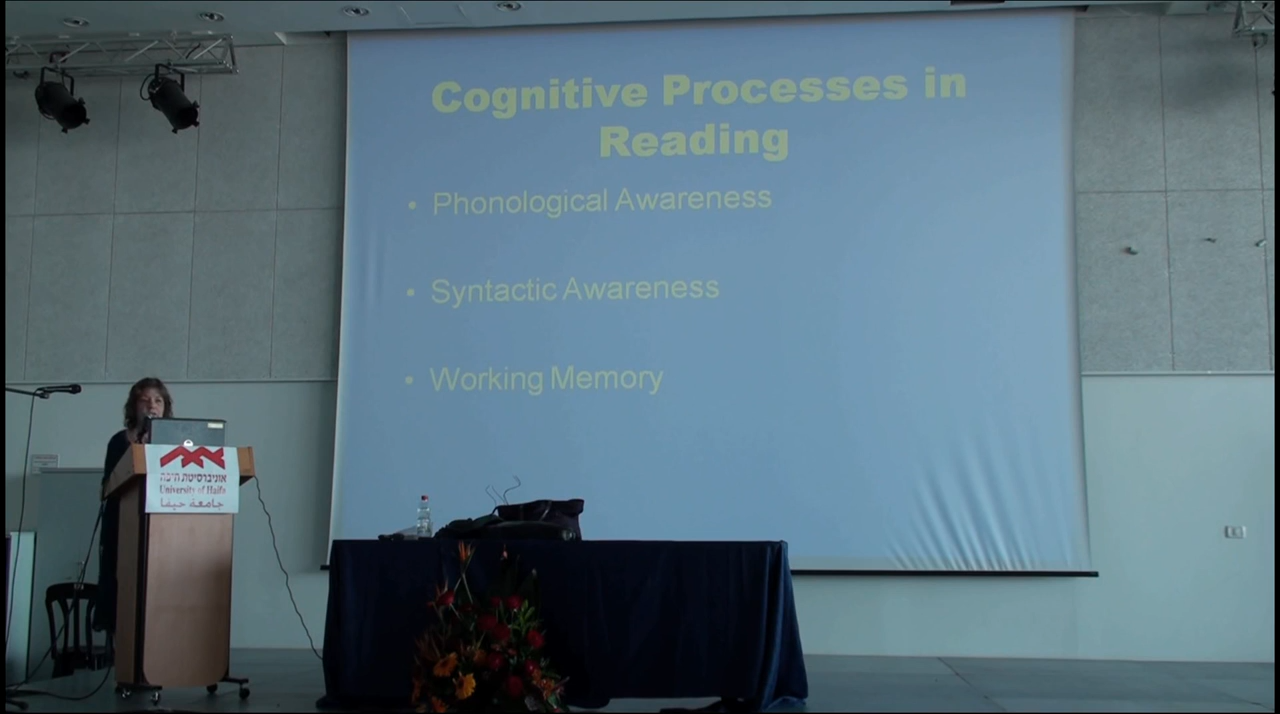 Cognitive Processes in
Reading
• Phonological Awareness
• Syntactic Awareness
• Working Memory
אוניברסיטת חיפה
University of Haifa
جامعة حيفا